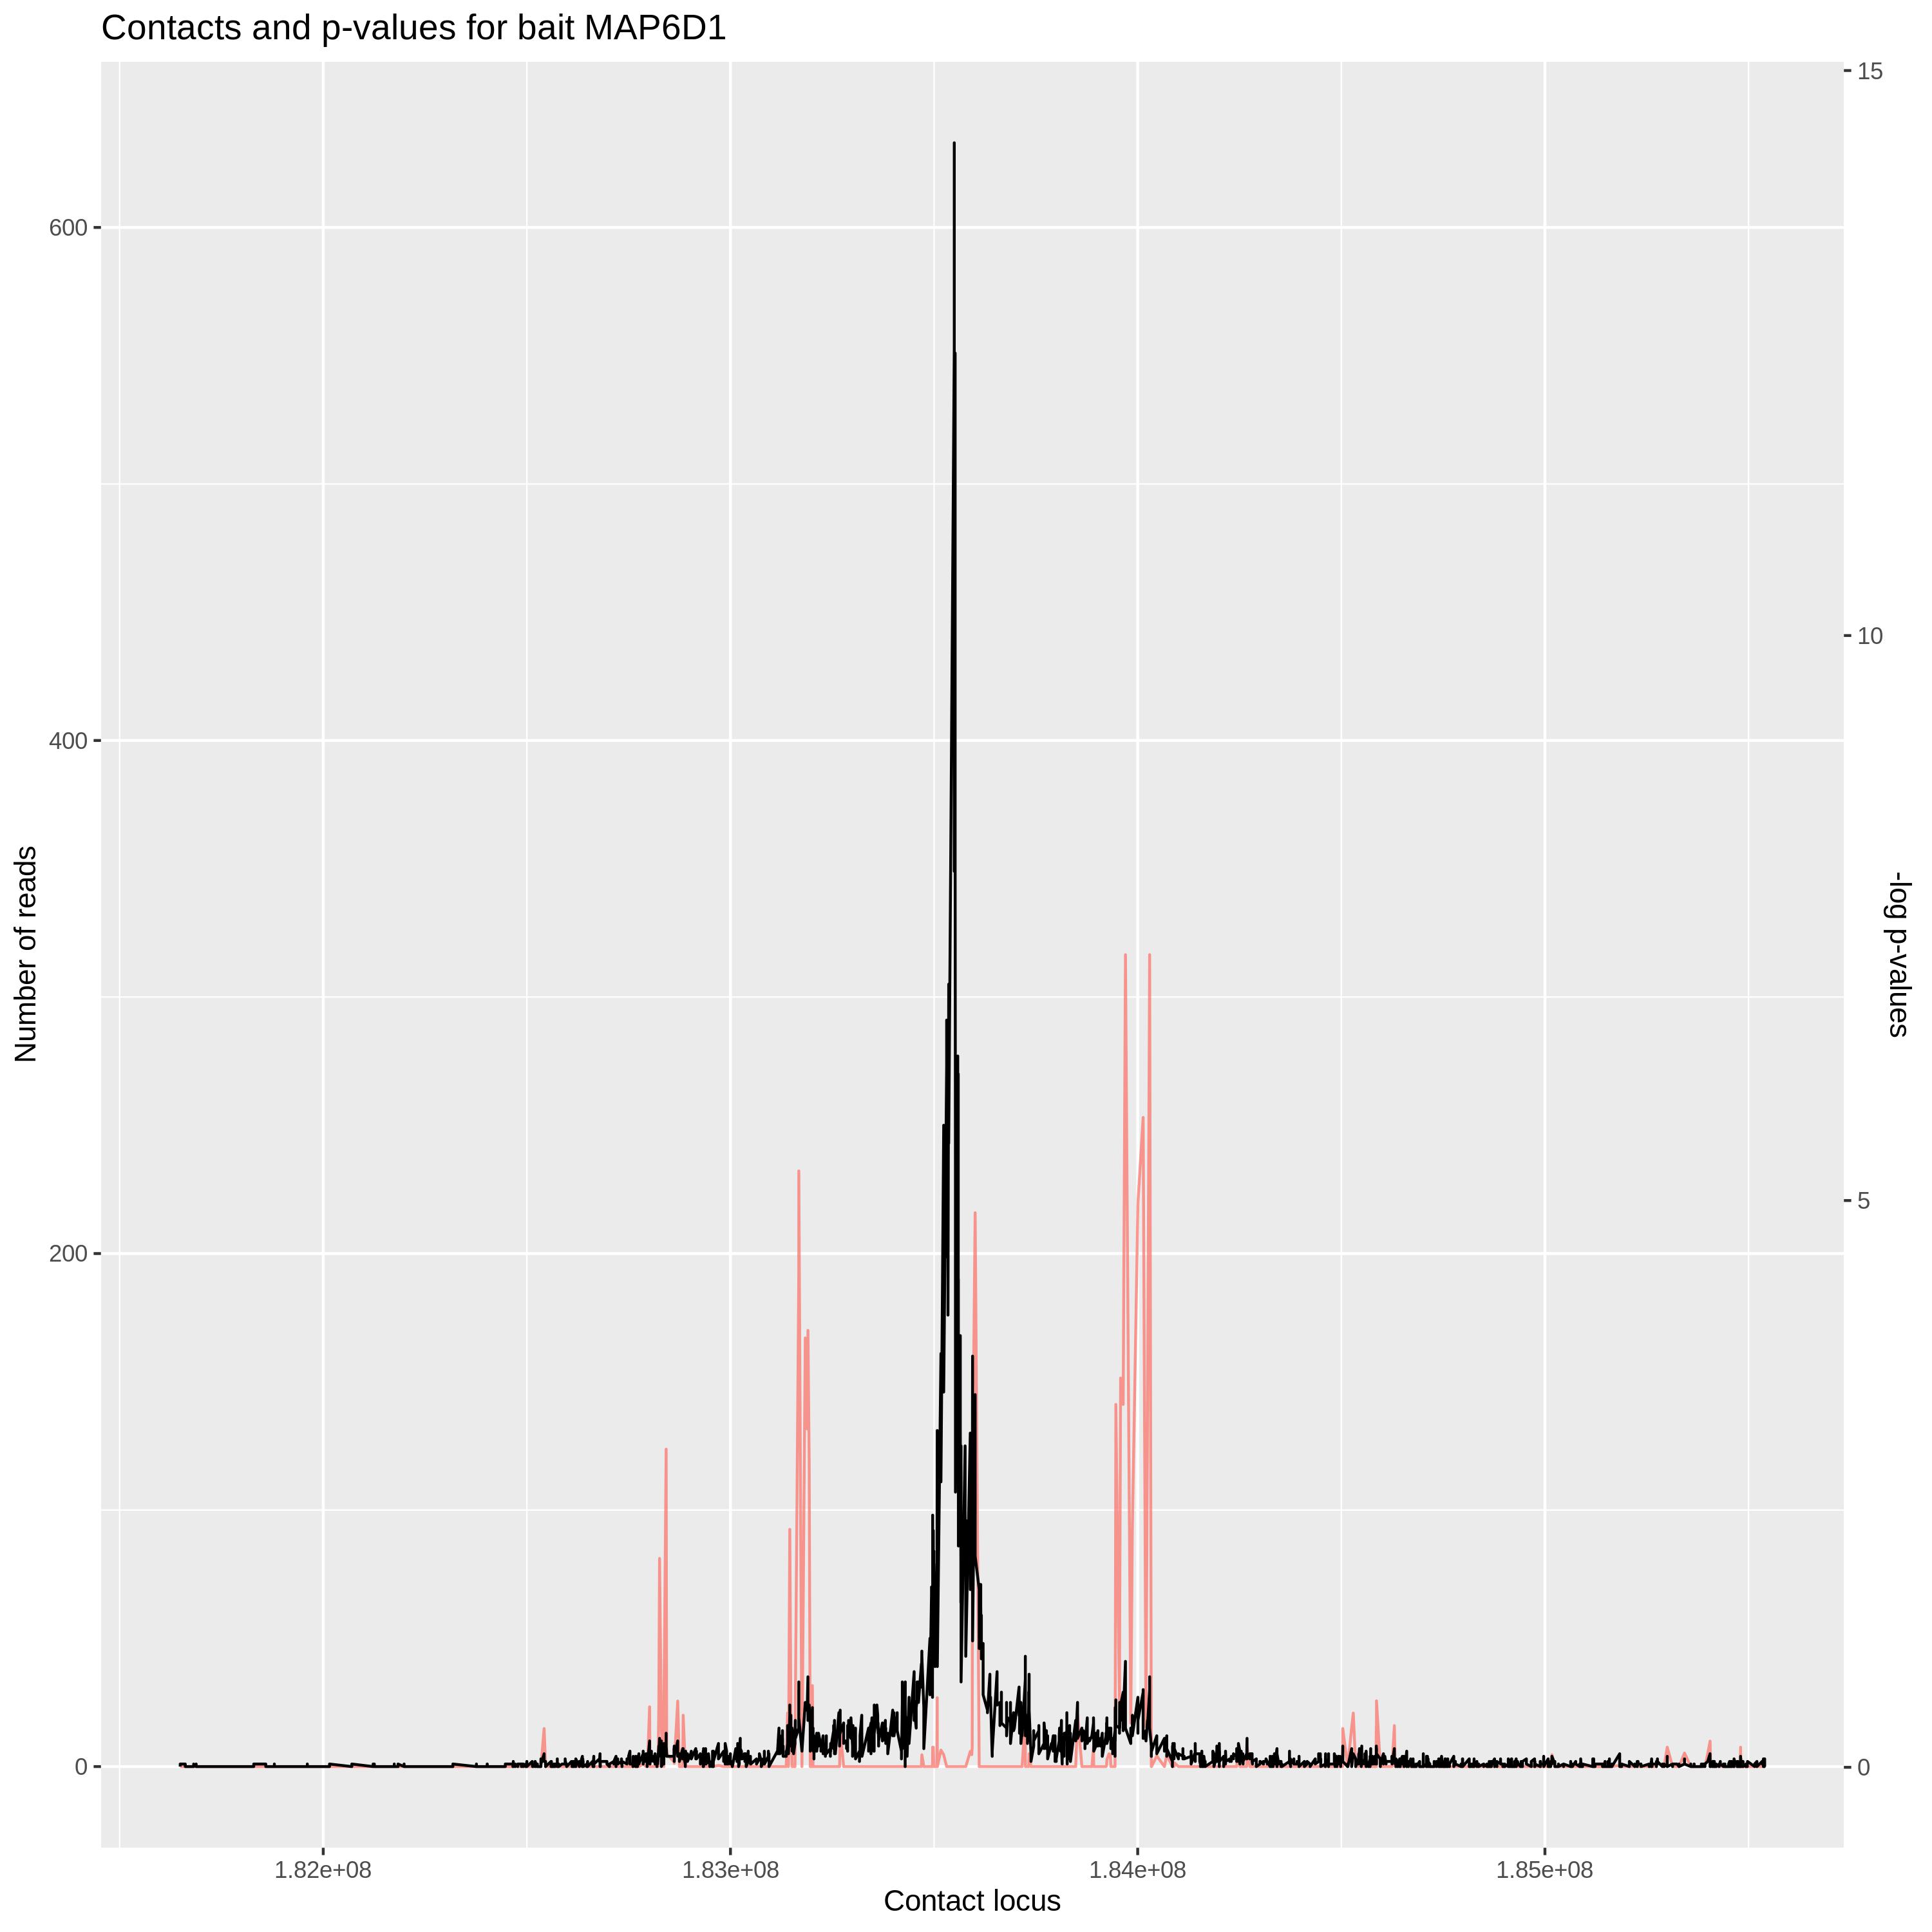 Contacts and p-values for bait MAP6D1
15
600
10
400
Number of reads
-log p-values
5
200
0
0
1.82e+08
1.83e+08
1.84e+08
1.85e+08
Contact locus